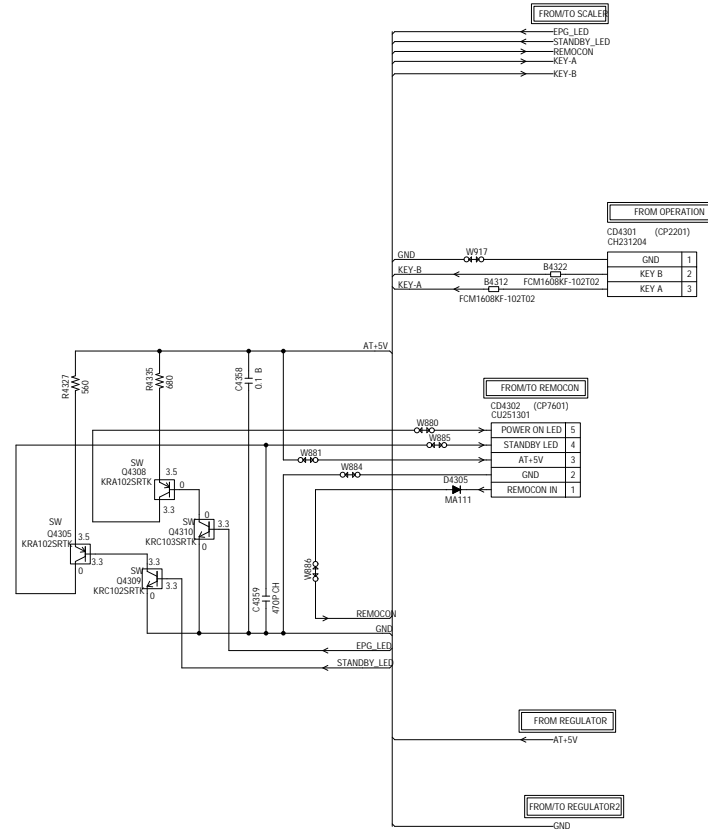 FROM/TO SCALER
EPG_LED
STANDBY_LED
REMOCON
KEY-A
KEY-B
FROM OPERATION
CD4301 (CP2201)
CH231204
GND 1
KEY B 2
KEY A 3
GND
W917
KEY-B
B4322
FCM1608KF-102T02
KEY-A
B4312
FCM1608KF-102T02
AT+5V
R4327
560
R4335
680
C4358
0.1 B
FROM/TO REMOCON
CD4302 (CP7601)
CU251301
POWER ON LED 5
STANDBY LED 4
AT+5V 3
GND 2
REMOCON IN 1
W880
W885
W881
W884
D4305
MA111
SW
Q4308
KRA102SRTK
3.5
0
3.3
SW
Q4310
KRC103SRTK
0
3.3
0
SW
Q4305
KRA102SRTK
3.5
3.3
0
3.3
SW
Q4309
KRC102SRTK
3.3
0
C4359
470P CH
W886
REMOCON
GND
EPG_LED
STANDBY_LED
FROM REGULATOR
AT+5V
FROM/TO REGULATOR2
GND